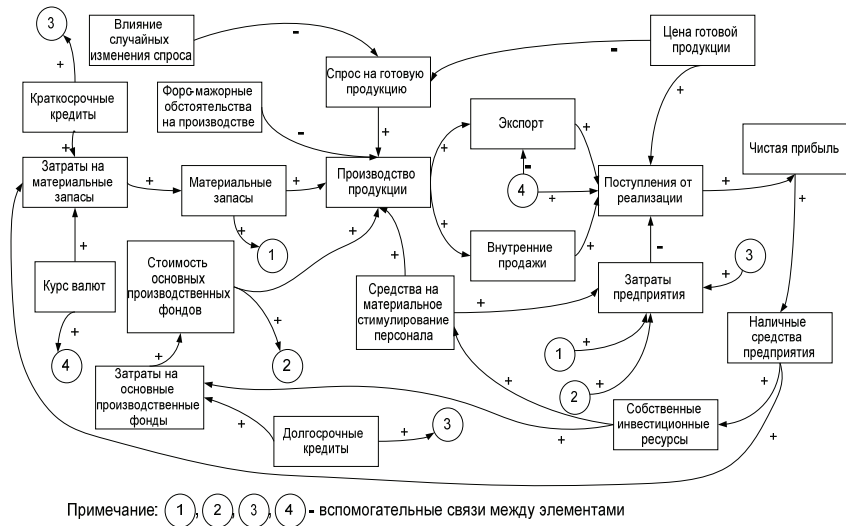 3
Влияние
случайных
изменения спроса
-
Цена готовой
продукции
+
-
Краткосрочные
кредиты
Форо-мажорные
обстоятельства
на производстве
Спрос на готовую
продукцию
+
-
+
+
Экспорт
+
+
Чистая прибыль
Затраты на
материальные
запасы
+
Материальные
запасы
+
Производство
продукции
-
4
+
Поступления от
реализации
+
+
+
1
+
+
Внутренние
продажи
+
-
+
Курс валют
Стоимость
основных
производственных
фондов
+
+
Средства на
материальное
стимулирование
персонала
+
Затраты
предприятия
+
3
+
4
+
2
1
+
Наличные
средства
предприятия
+
Затраты на
основные
производственные
фонды
2
+
+
+
Собственные
инвестиционные
ресурсы
+
+
Долгосрочные
кредиты
+
3
+
+
Примечание: 1, 2, 3, 4 - вспомогательные связи между элементами